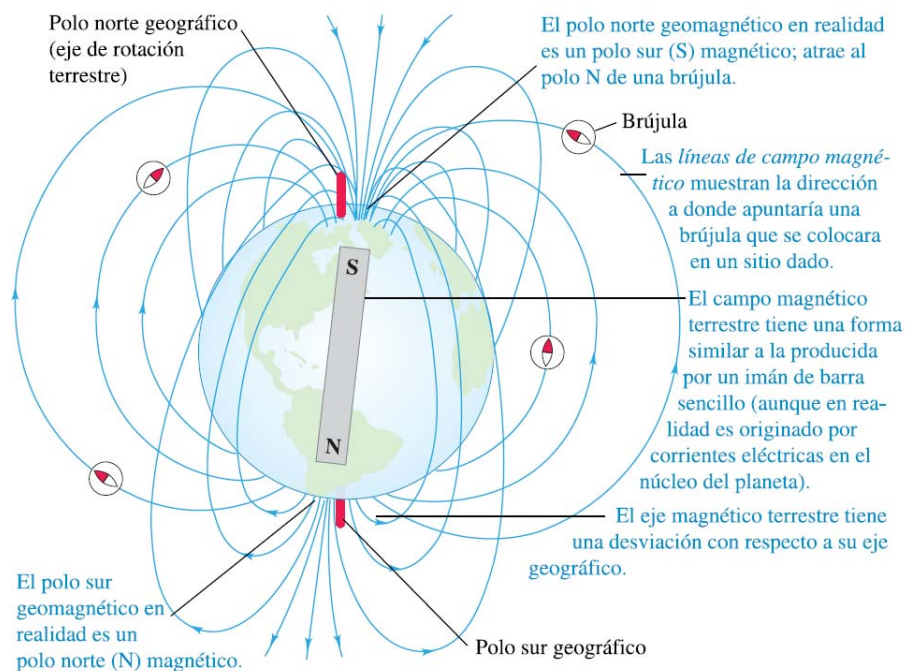 Polo norte geográfico
(eje de rotación
terrestre)
El polo norte geomagnético en realidad
es un polo sur (S) magnético; atrae al
polo N de una brújula.
Brújula
Las líneas de campo magné-
tico muestran la dirección
a donde apuntaría una
brújula que se colocara
en un sitio dado.
S
El campo magnético
terrestre tiene una forma
similar a la producida
por un imán de barra
sencillo (aunque en rea-
lidad es originado por
corrientes eléctricas en el
núcleo del planeta).
N
El eje magnético terrestre tiene
una desviación con respecto a su eje
geográfico.
El polo sur
geomagnético en
realidad es un
polo norte (N) magnético.
Polo sur geográfico